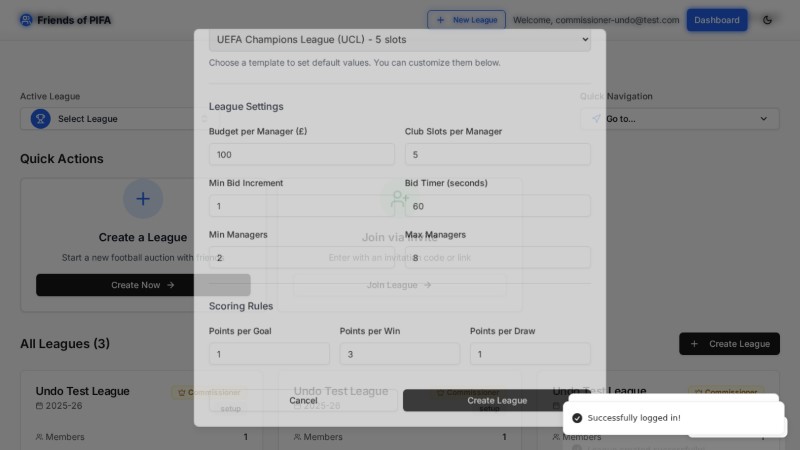 Friends of PIFA
New League
Welcome, commissioner-undo@test.com
Dashboard
UEFA Champions League (UCL) - 5 slots
Choose a template to set default values. You can customize them below.
Active League
Select League
Quick Navigation
Go to...
League Settings
Budget per Manager (£)
Club Slots per Manager
100
5
Quick Actions
Min Bid Increment
Bid Timer (seconds)
1
60
Min Managers
Max Managers
2
8
Create a League
Start a new football auction with friends
Create Now
Join via Invite
Enter with an invitation code or link
Join League
Scoring Rules
Points per Goal
Points per Win
Points per Draw
1
3
1
Cancel
Create League
All Leagues (3)
Create League
Undo Test League
Commissioner
2025-26
setup
Members
1
Undo Test League
Commissioner
2025-26
setup
Members
1
Undo Test League
Commissioner
2025-26
Members
1
Successfully logged in!